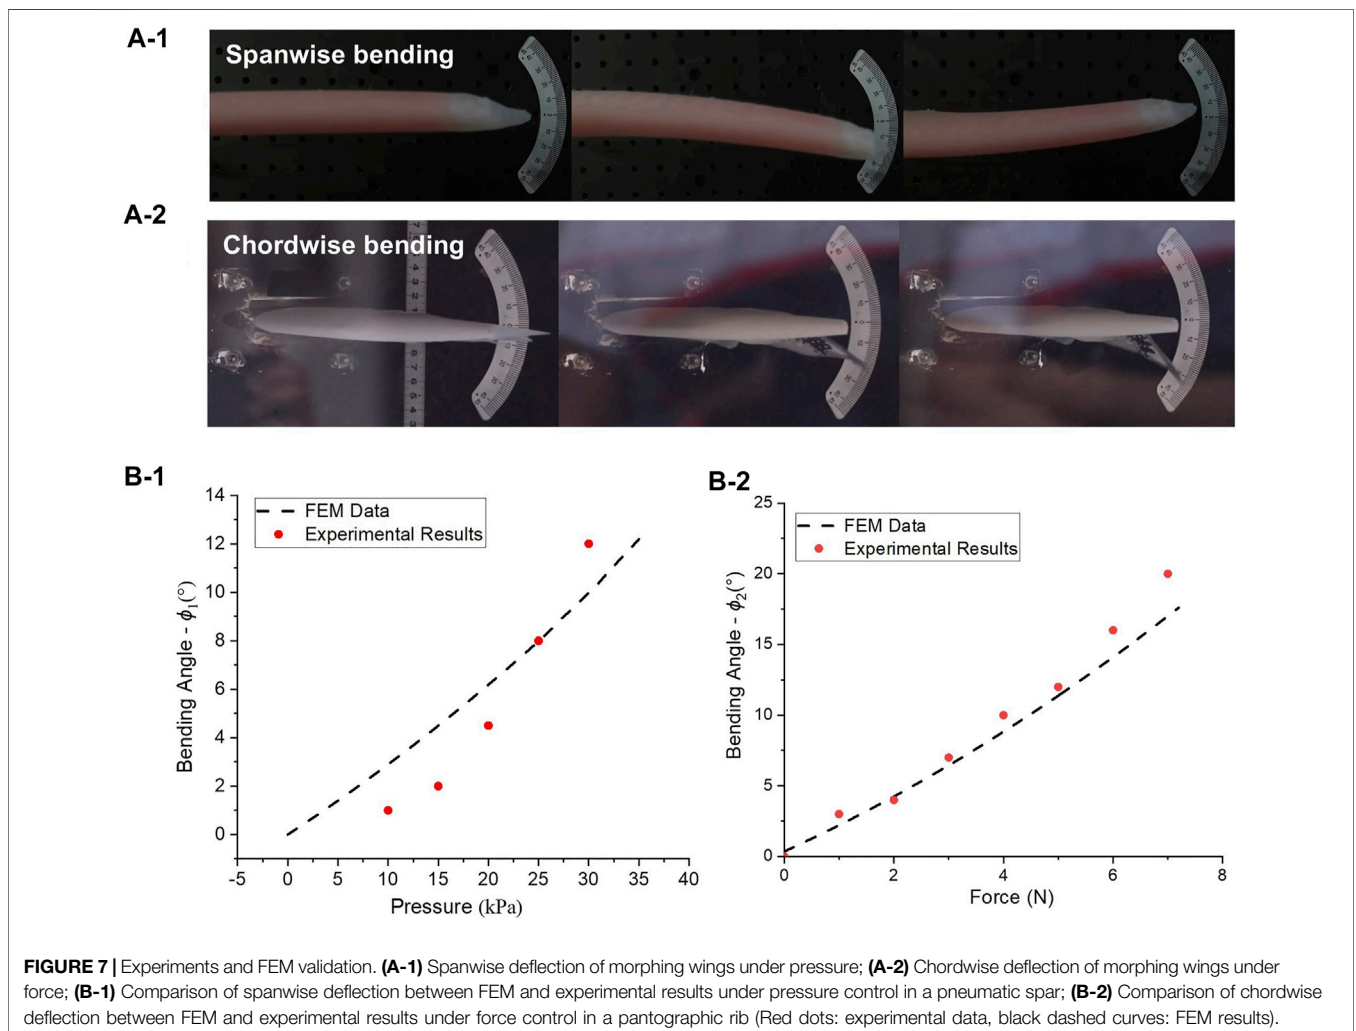 A-1
Spanwise bending
A-2
Chordwise bending
B-1
14
12
10
8
6
4
2
0
-5 0 5 10 15 20 25 30 35 40
Bending Angle - ϕ₁(°)
Pressure (kPa)
FEM Data
Experimental Results
B-2
25
20
15
10
5
0
0 2 4 6 8
Bending Angle - ϕ₂(°)
Force (N)
FEM Data
Experimental Results
FIGURE 7 | Experiments and FEM validation. (A-1) Spanwise deflection of morphing wings under pressure; (A-2) Chordwise deflection of morphing wings under
force; (B-1) Comparison of spanwise deflection between FEM and experimental results under pressure control in a pneumatic spar; (B-2) Comparison of chordwise
deflection between FEM and experimental results under force control in a pantographic rib (Red dots: experimental data, black dashed curves: FEM results).